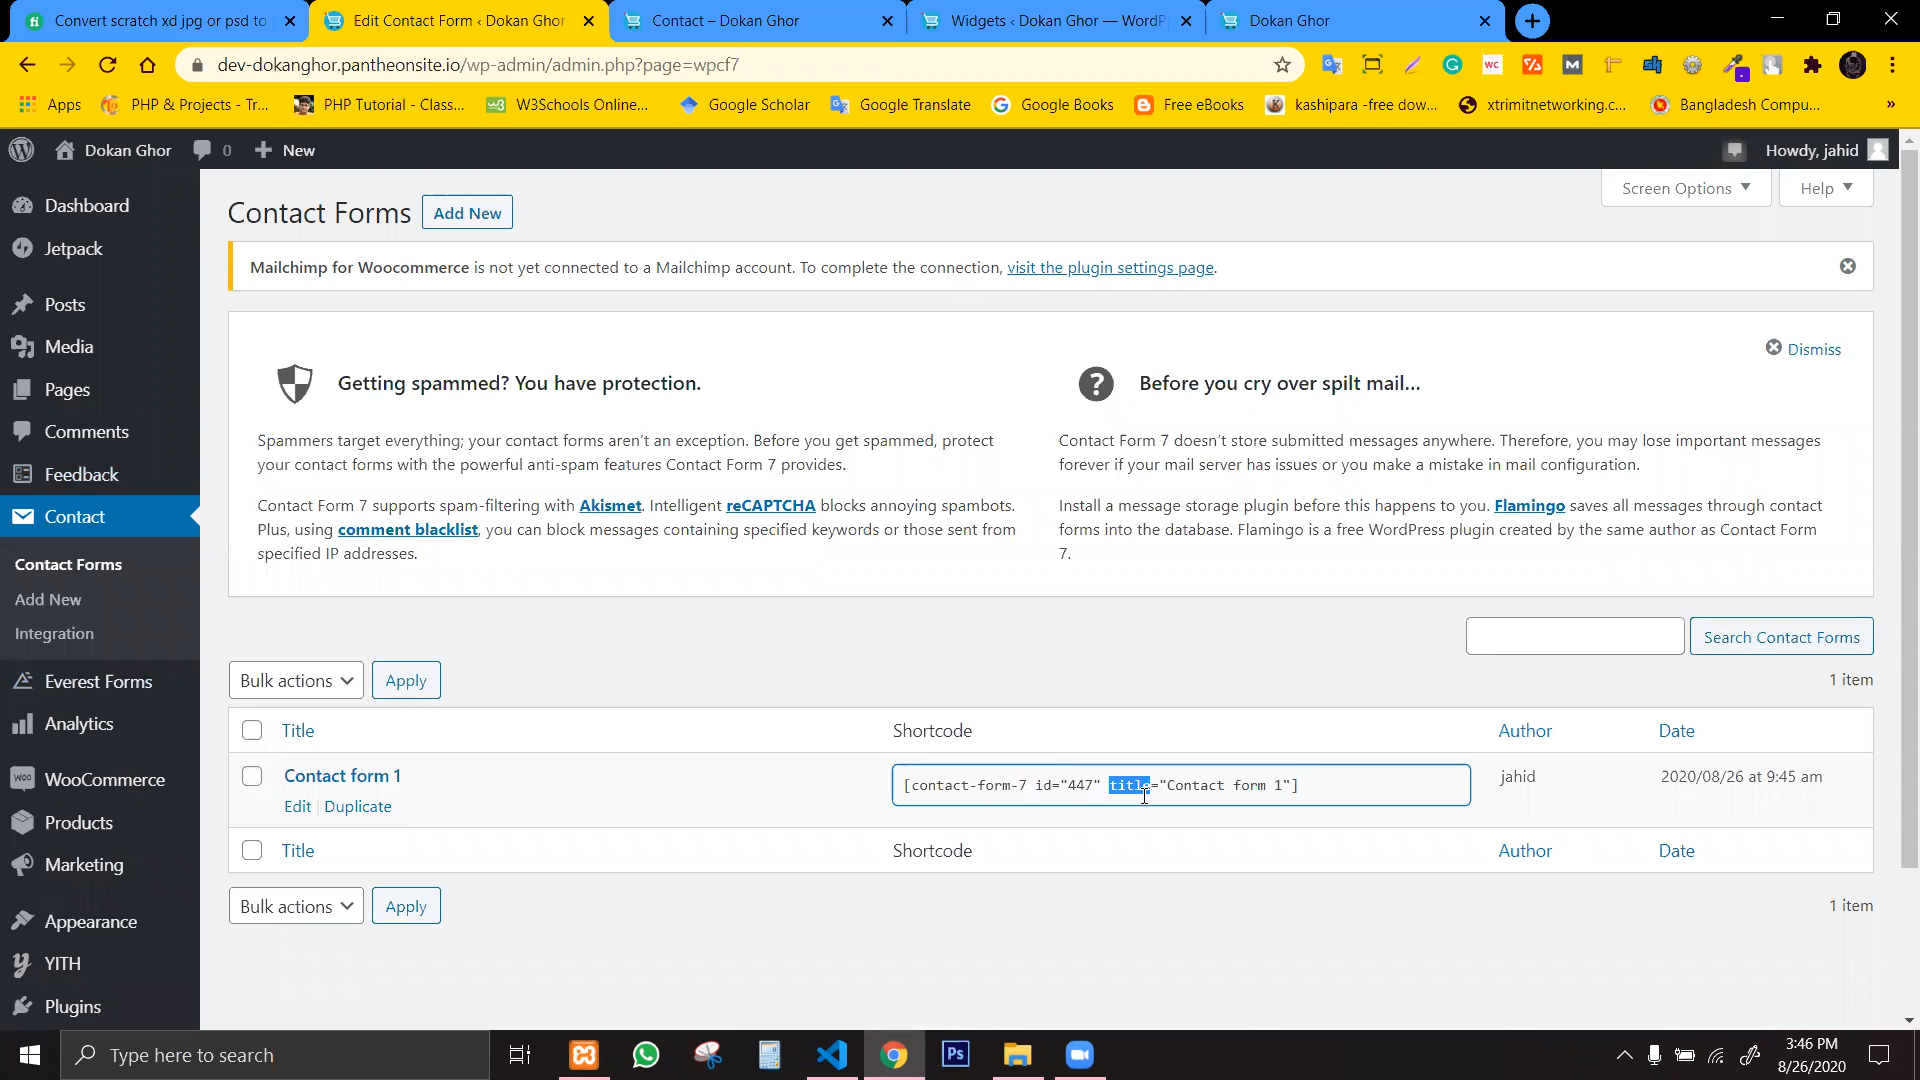 Convert scratch xd jpg or psd to
Edit Contact Form ‹ Dokan Ghor
Contact – Dokan Ghor
Widgets ‹ Dokan Ghor — WordP
Dokan Ghor
dev-dokanghor.pantheonsite.io/wp-admin/admin.php?page=wpcf7
Apps
PHP & Projects - Tr...
PHP Tutorial - Class...
W3Schools Online...
Google Scholar
Google Translate
Google Books
Free eBooks
kashipara -free dow...
xtrimitnetworking.c...
Bangladesh Compu...
»
Dokan Ghor
0
New
Howdy, jahid
Dashboard
Jetpack
Posts
Media
Pages
Comments
Feedback
Contact
Contact Forms
Add New
Integration
Everest Forms
Analytics
WooCommerce
Products
Marketing
Appearance
YITH
Plugins
Screen Options
Help
Contact Forms
Add New
Mailchimp for Woocommerce is not yet connected to a Mailchimp account. To complete the connection, visit the plugin settings page.
Dismiss
Getting spammed? You have protection.
Spammers target everything; your contact forms aren't an exception. Before you get spammed, protect
your contact forms with the powerful anti-spam features Contact Form 7 provides.
Contact Form 7 supports spam-filtering with Akismet. Intelligent reCAPTCHA blocks annoying spambots.
Plus, using comment blacklist, you can block messages containing specified keywords or those sent from
specified IP addresses.
Before you cry over spilt mail…
Contact Form 7 doesn't store submitted messages anywhere. Therefore, you may lose important messages
forever if your mail server has issues or you make a mistake in mail configuration.
Install a message storage plugin before this happens to you. Flamingo saves all messages through contact
forms into the database. Flamingo is a free WordPress plugin created by the same author as Contact Form
7.
Search Contact Forms
Bulk actions
Apply
1 item
Title
Shortcode
Author
Date
Contact form 1
[contact-form-7 id="447" title="Contact form 1"]
jahid
2020/08/26 at 9:45 am
Edit | Duplicate
Title
Shortcode
Author
Date
Bulk actions
Apply
1 item
Type here to search
Ps
3:46 PM
8/26/2020